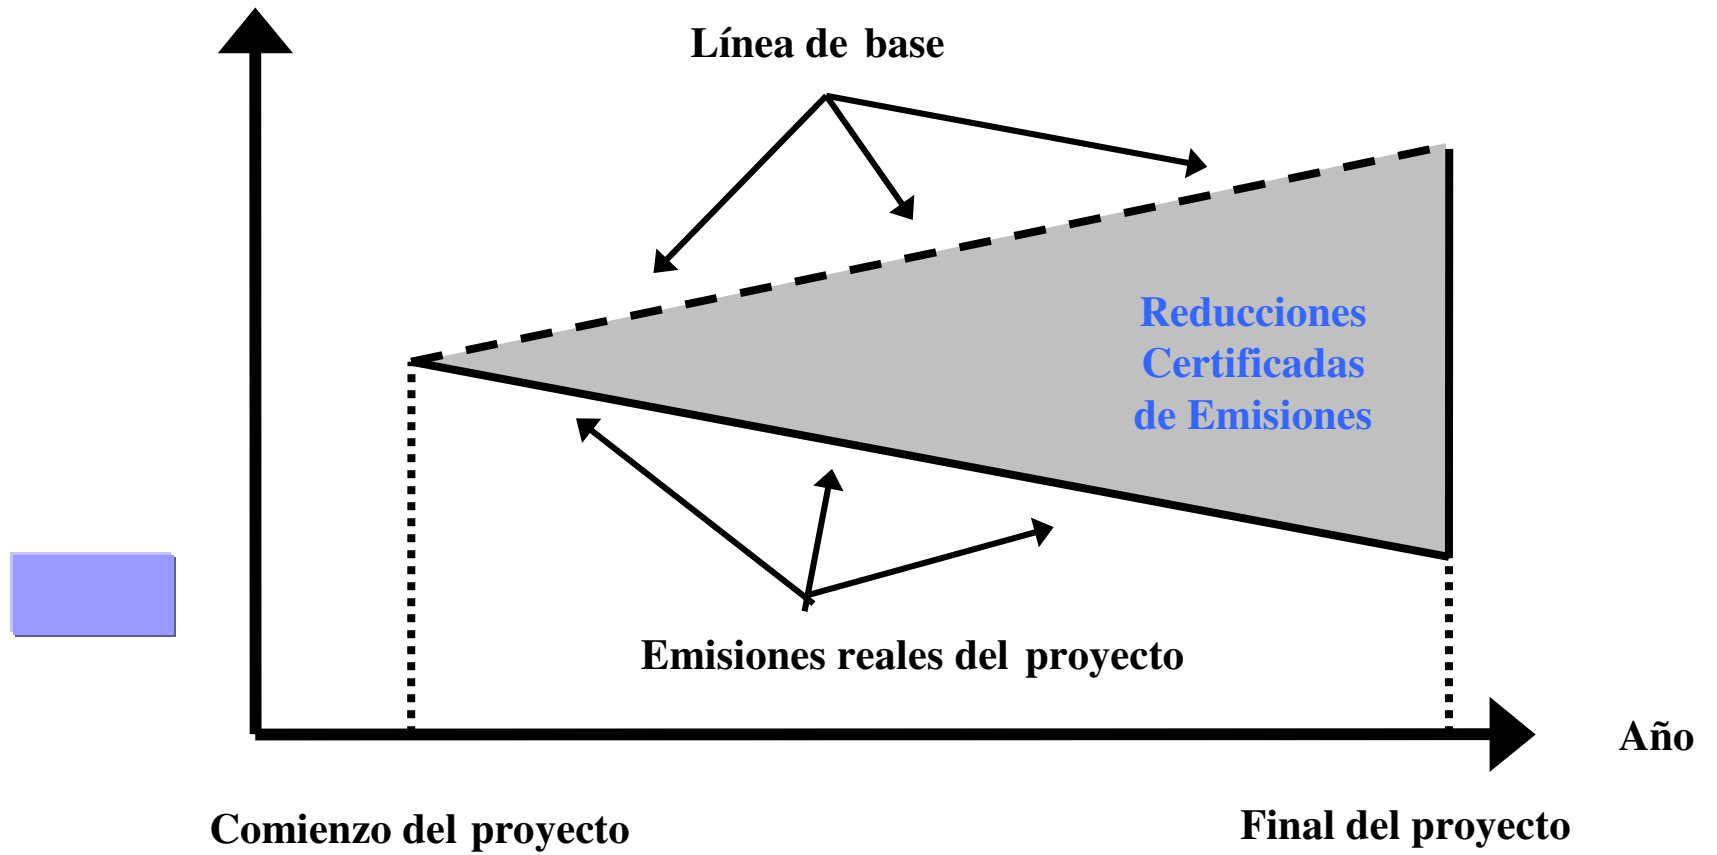 Línea de base
Reducciones
Certificadas
de Emisiones
Emisiones reales del proyecto
Año
Comienzo del proyecto
Final del proyecto